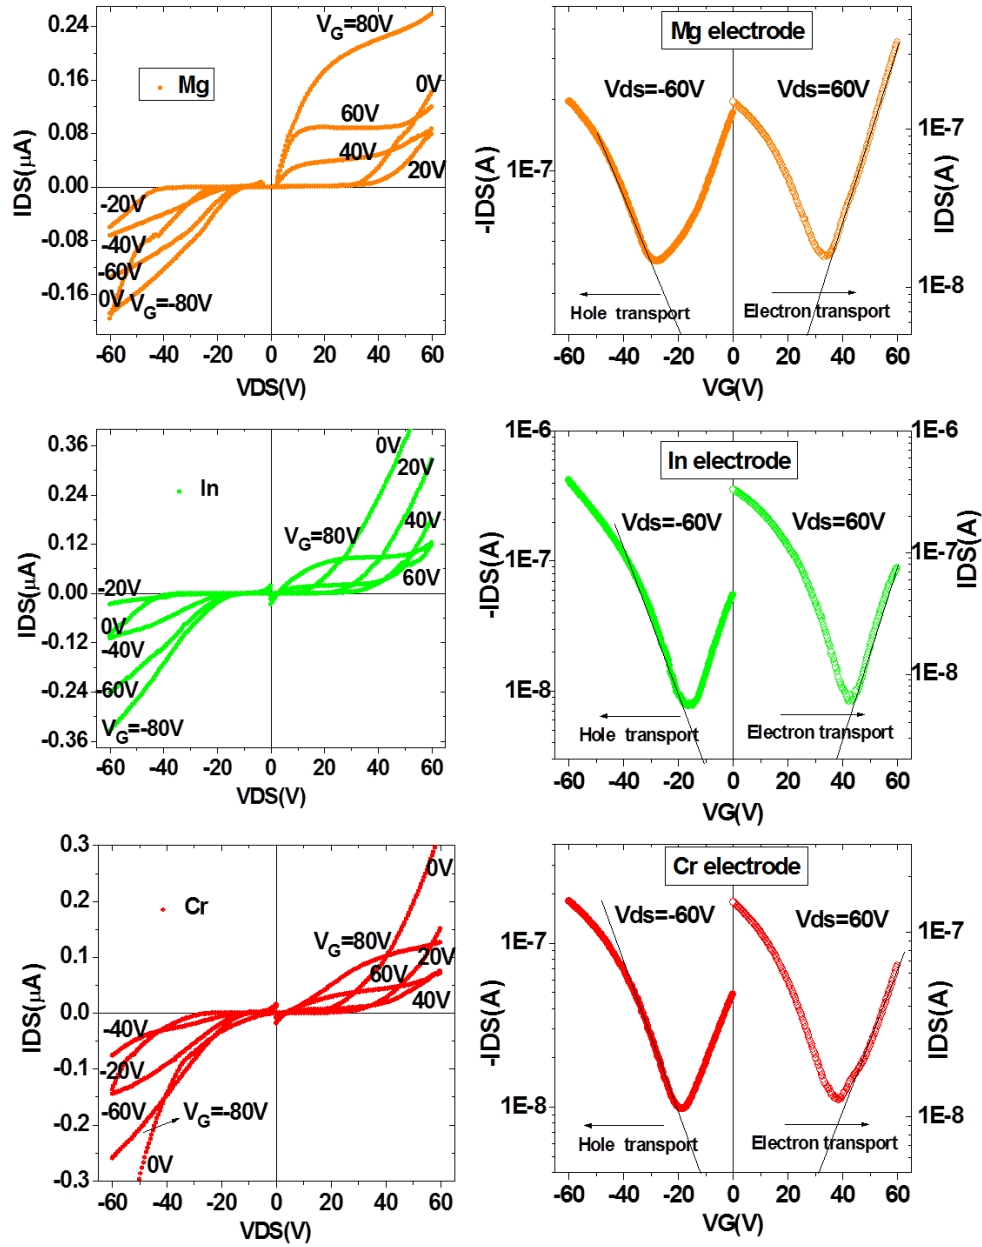 V_G=80V
Mg
0V
60V
40V
20V
-20V
-40V
-60V
0V
V_G=-80V
0.24
0.16
0.08
0.00
-0.08
-0.16
IDS(μA)
-60 -40 -20 0 20 40 60
VDS(V)
Mg electrode
Vds=-60V
Vds=60V
1E-7
-IDS(A)
1E-7
1E-8
IDS(A)
Hole transport
Electron transport
-60 -40 -20 0 20 40 60
VG(V)
0.36
0.24
0.12
0.00
-0.12
-0.24
-0.36
IDS(μA)
In
0V
20V
V_G=80V
40V
60V
-20V
0V
-40V
-60V
V_G=-80V
-60 -40 -20 0 20 40 60
VDS(V)
1E-6
1E-7
1E-8
-IDS(A)
In electrode
Vds=-60V
Vds=60V
1E-6
1E-7
1E-8
IDS(A)
Hole transport
Electron transport
-60 -40 -20 0 20 40 60
VG(V)
0.3
0.2
0.1
0.0
-0.1
-0.2
-0.3
IDS(μA)
Cr
0V
V_G=80V
20V
60V
40V
-40V
-20V
-60V
V_G=-80V
0V
-60 -40 -20 0 20 40 60
VDS(V)
Cr electrode
Vds=-60V
Vds=60V
1E-7
1E-8
-IDS(A)
1E-7
1E-8
IDS(A)
Hole transport
Electron transport
-60 -40 -20 0 20 40 60
VG(V)